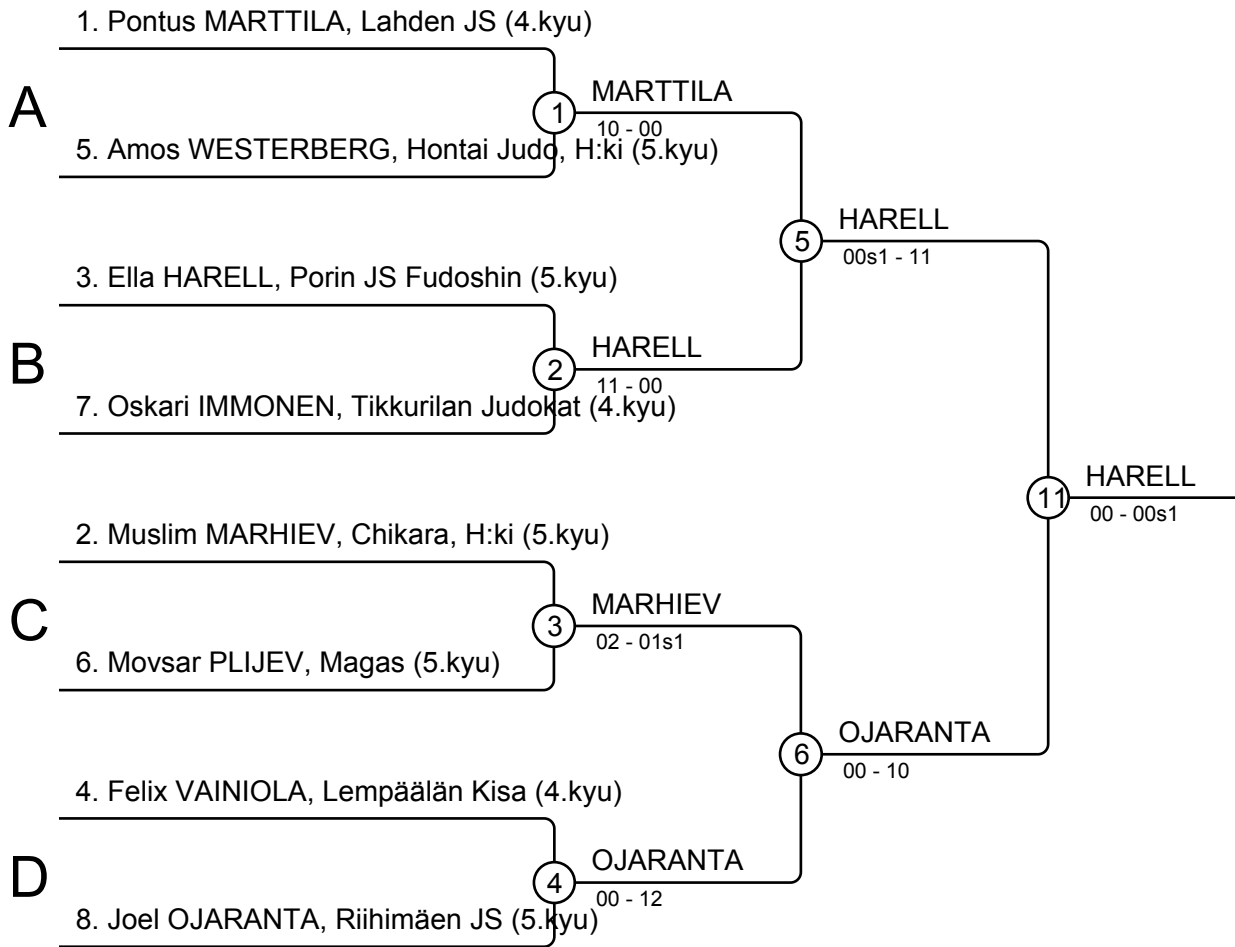 1. Pontus MARTTILA, Lahden JS (4.kyu)
A
1
MARTTILA
10 - 00
5. Amos WESTERBERG, Hontai Judo, H:ki (5.kyu)
5
HARELL
00s1 - 11
3. Ella HARELL, Porin JS Fudoshin (5.kyu)
B
2
HARELL
11 - 00
7. Oskari IMMONEN, Tikkurilan Judokat (4.kyu)
11
HARELL
00 - 00s1
2. Muslim MARHIEV, Chikara, H:ki (5.kyu)
C
3
MARHIEV
02 - 01s1
6. Movsar PLIJEV, Magas (5.kyu)
6
OJARANTA
00 - 10
4. Felix VAINIOLA, Lempäälän Kisa (4.kyu)
D
4
OJARANTA
00 - 12
8. Joel OJARANTA, Riihimäen JS (5.kyu)